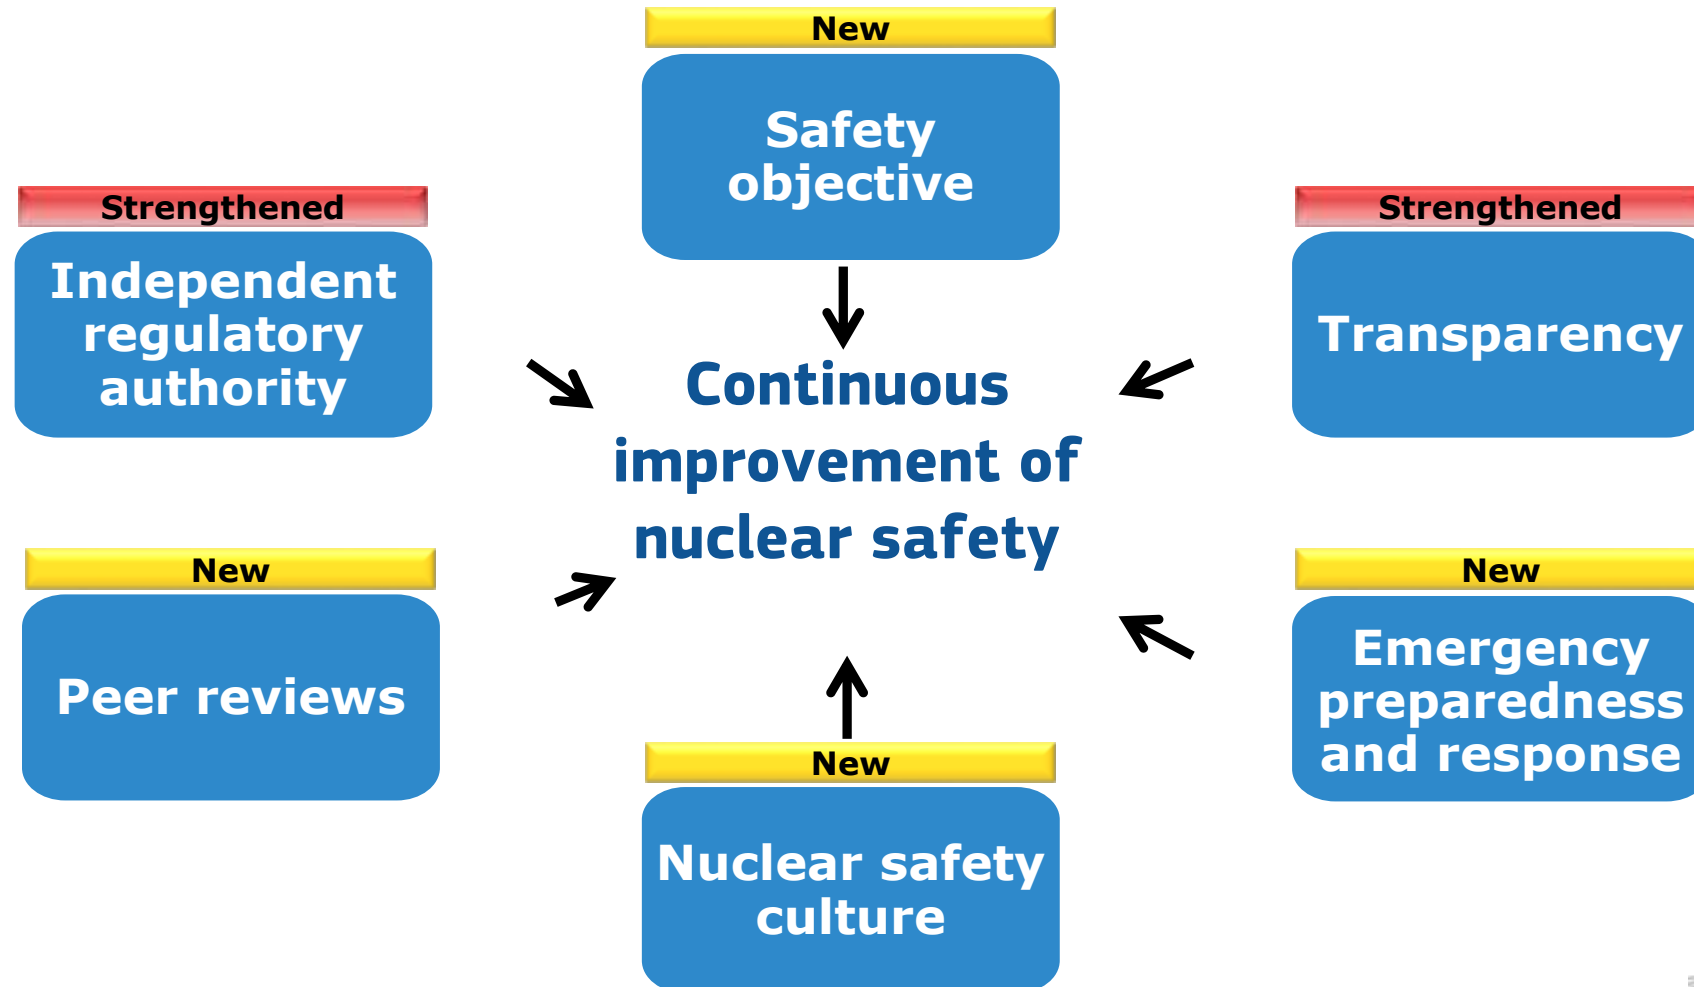 New
Safety
objective
Strengthened
Independent
regulatory
authority
Strengthened
Transparency
Continuous
improvement of
nuclear safety
New
Peer reviews
New
Emergency
preparedness
and response
New
Nuclear safety
culture